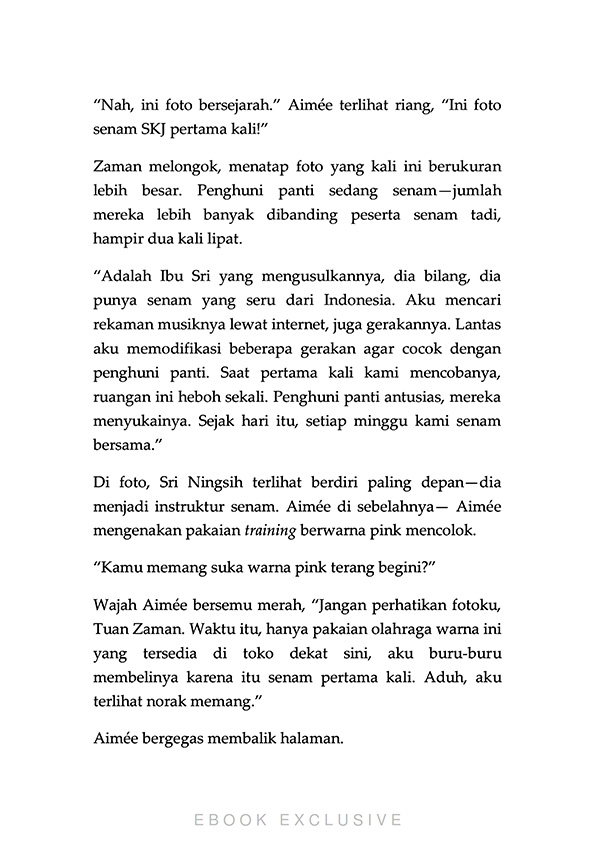 “Nah, ini foto bersejarah.” Aimée terlihat riang, “Ini foto
senam SKJ pertama kali!”
Zaman melongok, menatap foto yang kali ini berukuran
lebih besar. Penghuni panti sedang senam—jumlah
mereka lebih banyak dibanding peserta senam tadi,
hampir dua kali lipat.
“Adalah Ibu Sri yang mengusulkannya, dia bilang, dia
punya senam yang seru dari Indonesia. Aku mencari
rekaman musiknya lewat internet, juga gerakannya. Lantas
aku memodifikasi beberapa gerakan agar cocok dengan
penghuni panti. Saat pertama kali kami mencobanya,
ruangan ini heboh sekali. Penghuni panti antusias, mereka
menyukainya. Sejak hari itu, setiap minggu kami senam
bersama.”
Di foto, Sri Ningsih terlihat berdiri paling depan—dia
menjadi instruktur senam. Aimée di sebelahnya— Aimée
mengenakan pakaian training berwarna pink mencolok.
“Kamu memang suka warna pink terang begini?”
Wajah Aimée bersemu merah, “Jangan perhatikan fotoku,
Tuan Zaman. Waktu itu, hanya pakaian olahraga warna ini
yang tersedia di toko dekat sini, aku buru-buru
membelinya karena itu senam pertama kali. Aduh, aku
terlihat norak memang.”
Aimée bergegas membalik halaman.
EBOOK EXCLUSIVE